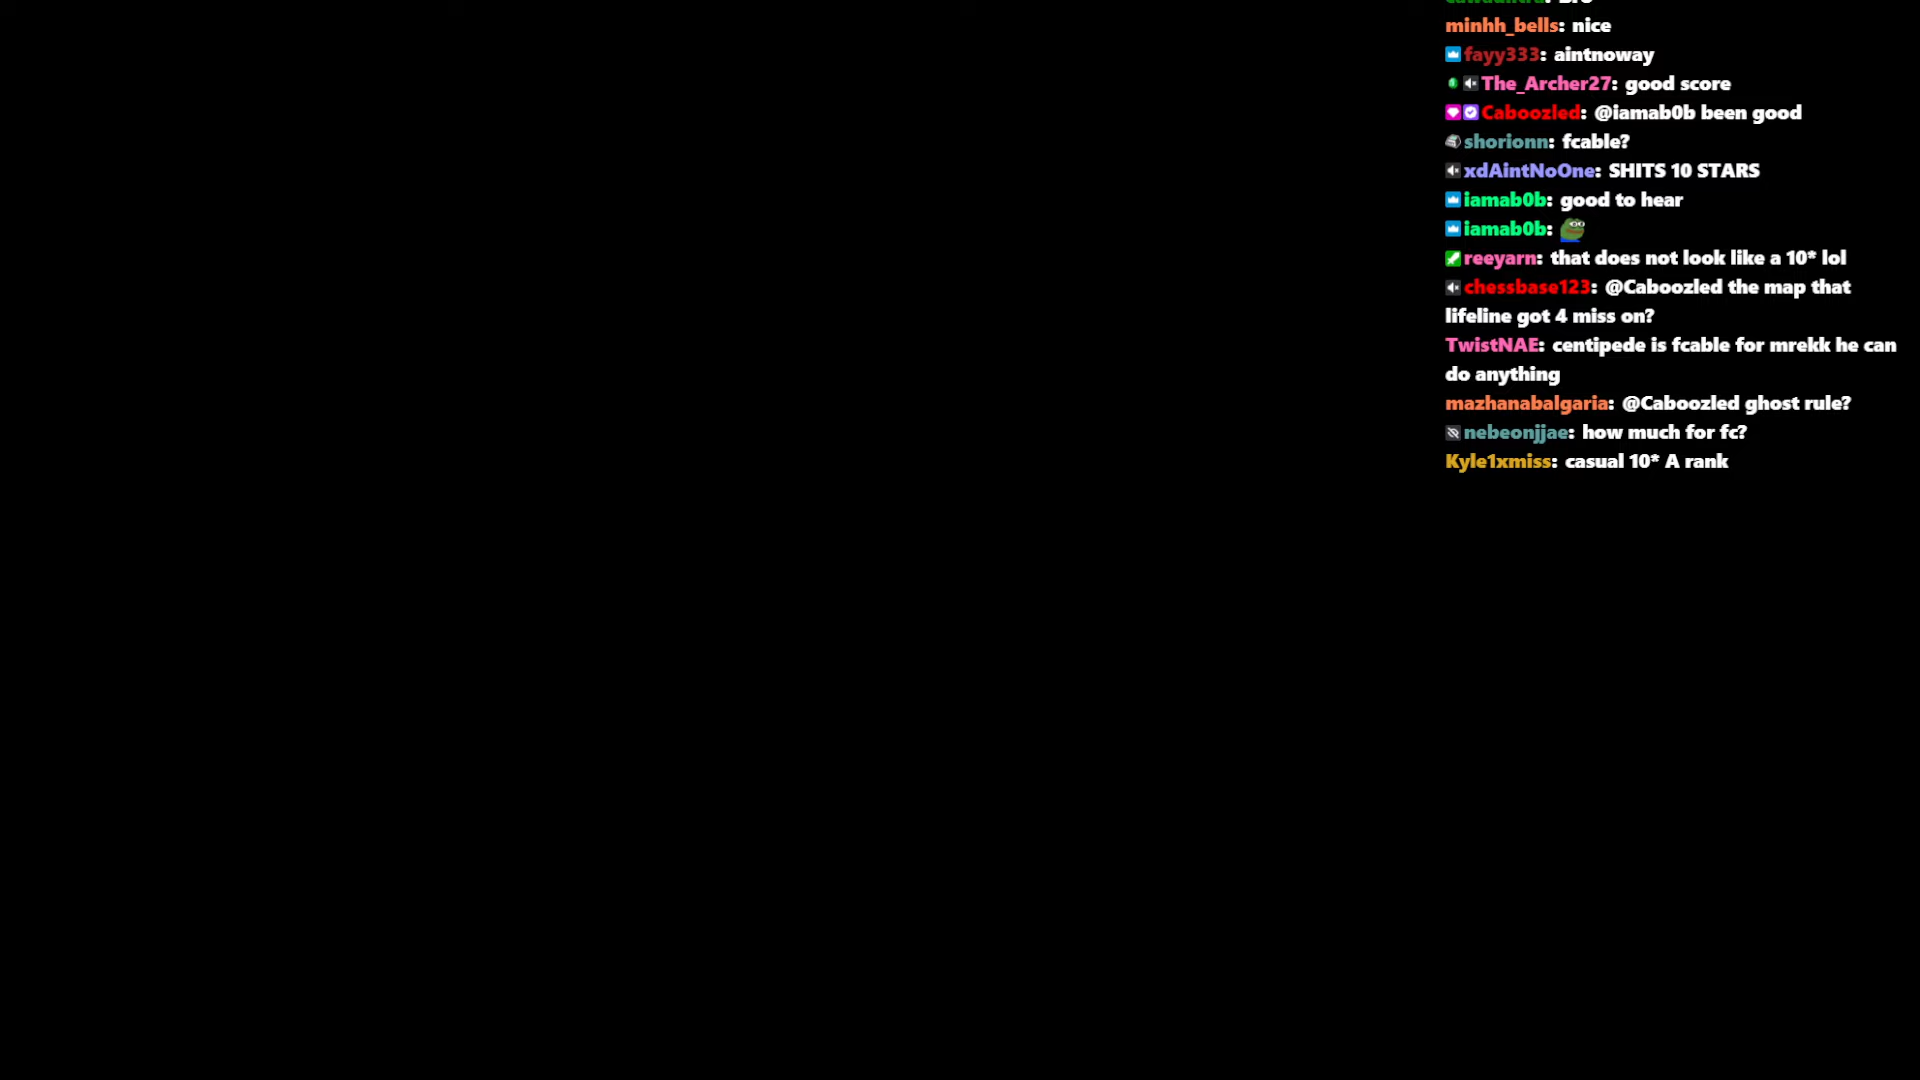 minhh_bells: nice
fayy333: aintnoway
The_Archer27: good score
Caboozled: @iamab0b been good
shorionn: fcable?
xdAintNoOne: SHITS 10 STARS
iamab0b: good to hear
iamab0b:
reeyarn: that does not look like a 10* lol
chessbase123: @Caboozled the map that
lifeline got 4 miss on?
TwistNAE: centipede is fcable for mrekk he can
do anything
mazhanabalgaria: @Caboozled ghost rule?
nebeonjjae: how much for fc?
Kyle1xmiss: casual 10* A rank